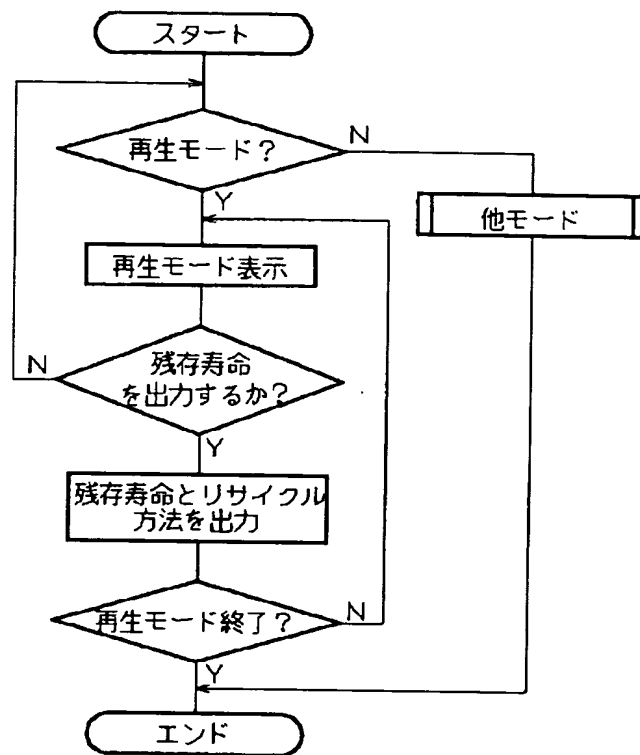 スタート
再生モード?
N
Y
他モード
再生モード表示
残存寿命
を出力するか?
N
Y
残存寿命とリサイクル
方法を出力
再生モード終了?
N
Y
エンド